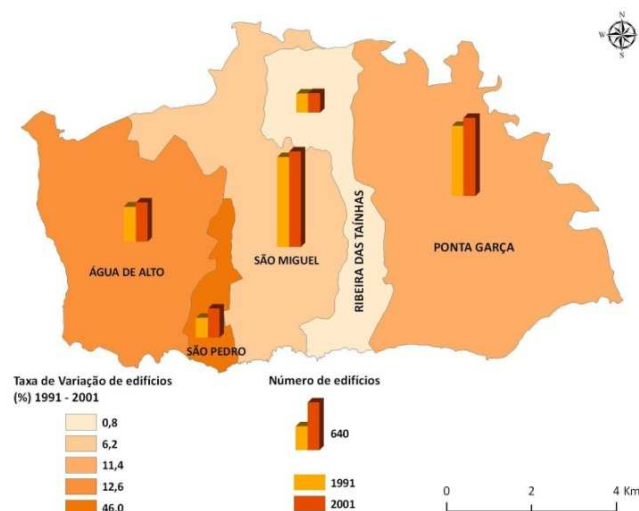 N
W E
S
RIBEIRA DAS TAÍNHAS
PONTA GARÇA
SÃO MIGUEL
ÁGUA DE ALTO
SÃO PEDRO
Taxa de Variação de edifícios
(%) 1991 - 2001
0,8
6,2
11,4
12,6
46,0
Número de edifícios
640
1991
2001
0 2 4 Km